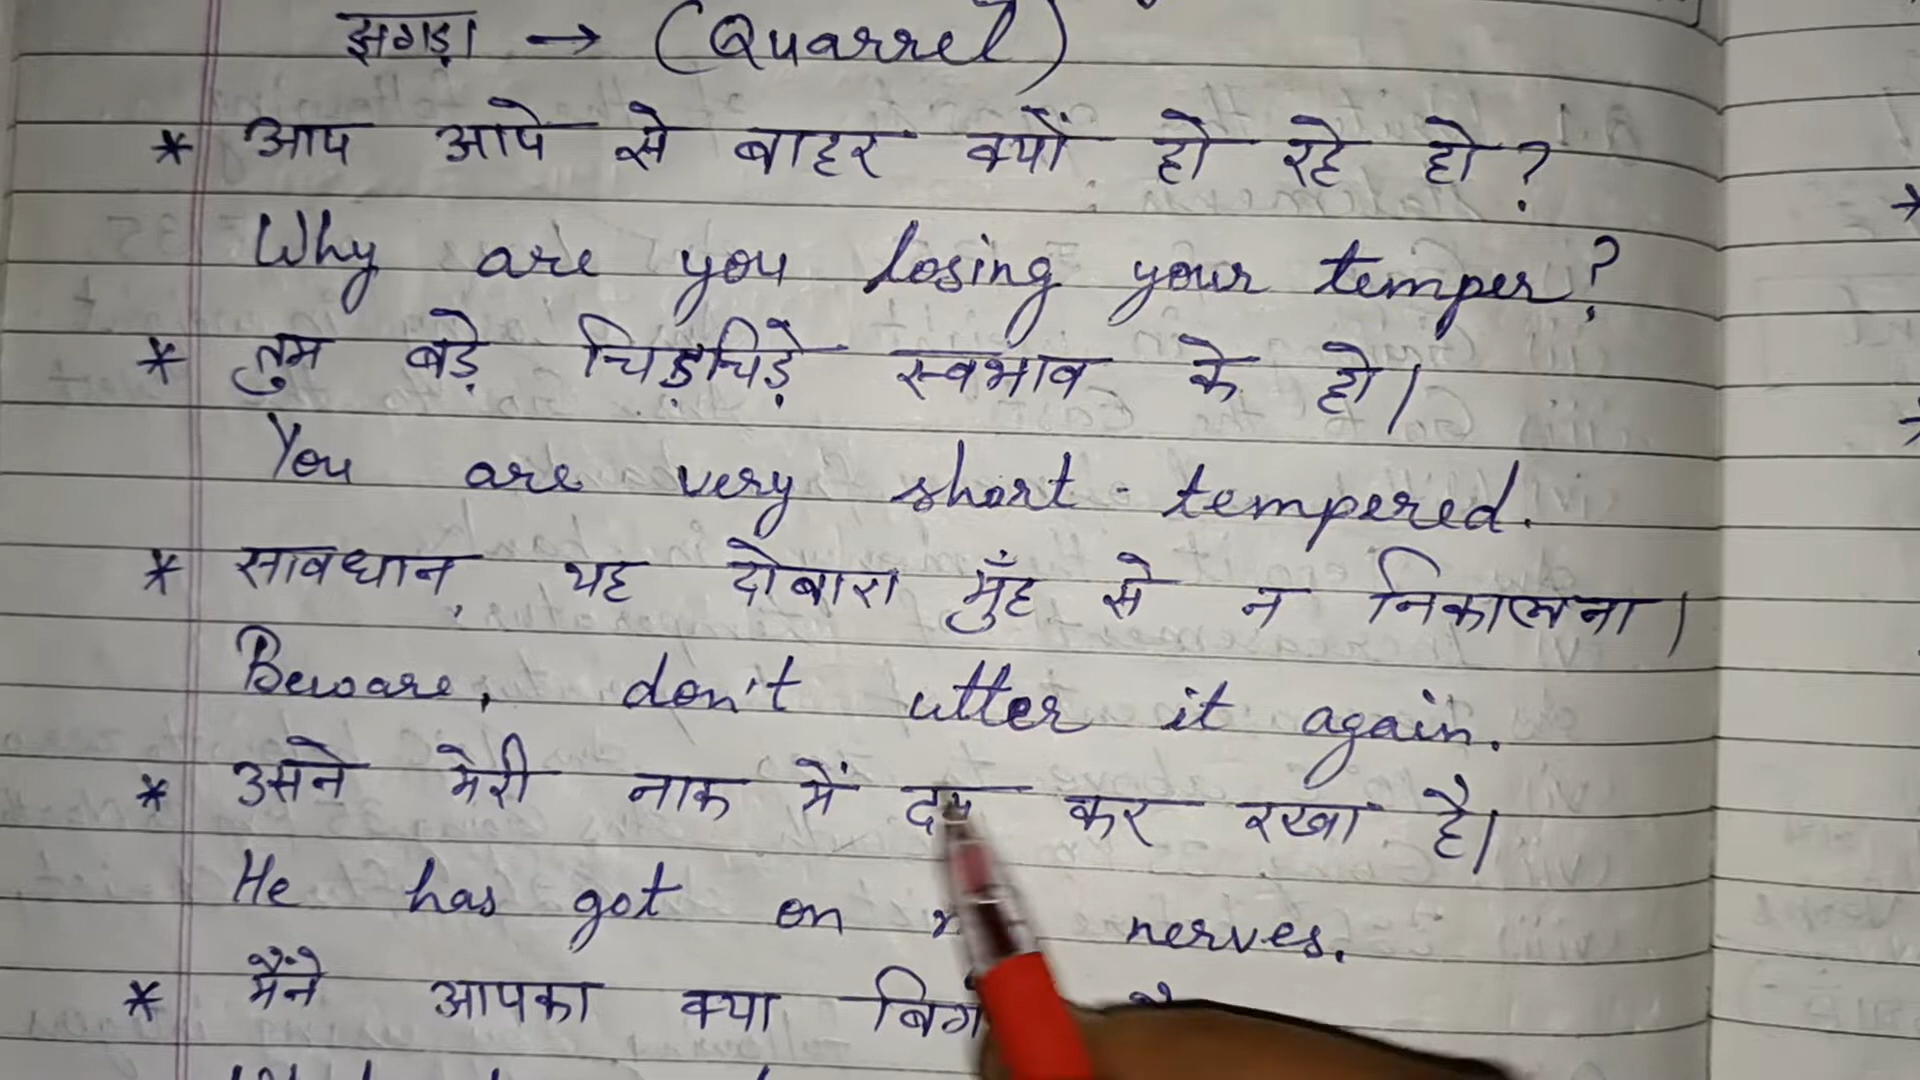 झगड़ा → (Quarrel)
* आप आपे से बाहर क्यों हो रहे हो ?
Why are you losing your temper ?
* तुम बड़े चिड़चिड़े स्वभाव के हो।
You are very short - tempered.
* सावधान, यह दोबारा मुँह से न निकालना।
Beware, don't utter it again.
* उसने मेरी नाक में कर रखा है।
He has got on nerves.
* मैंने आपका क्या